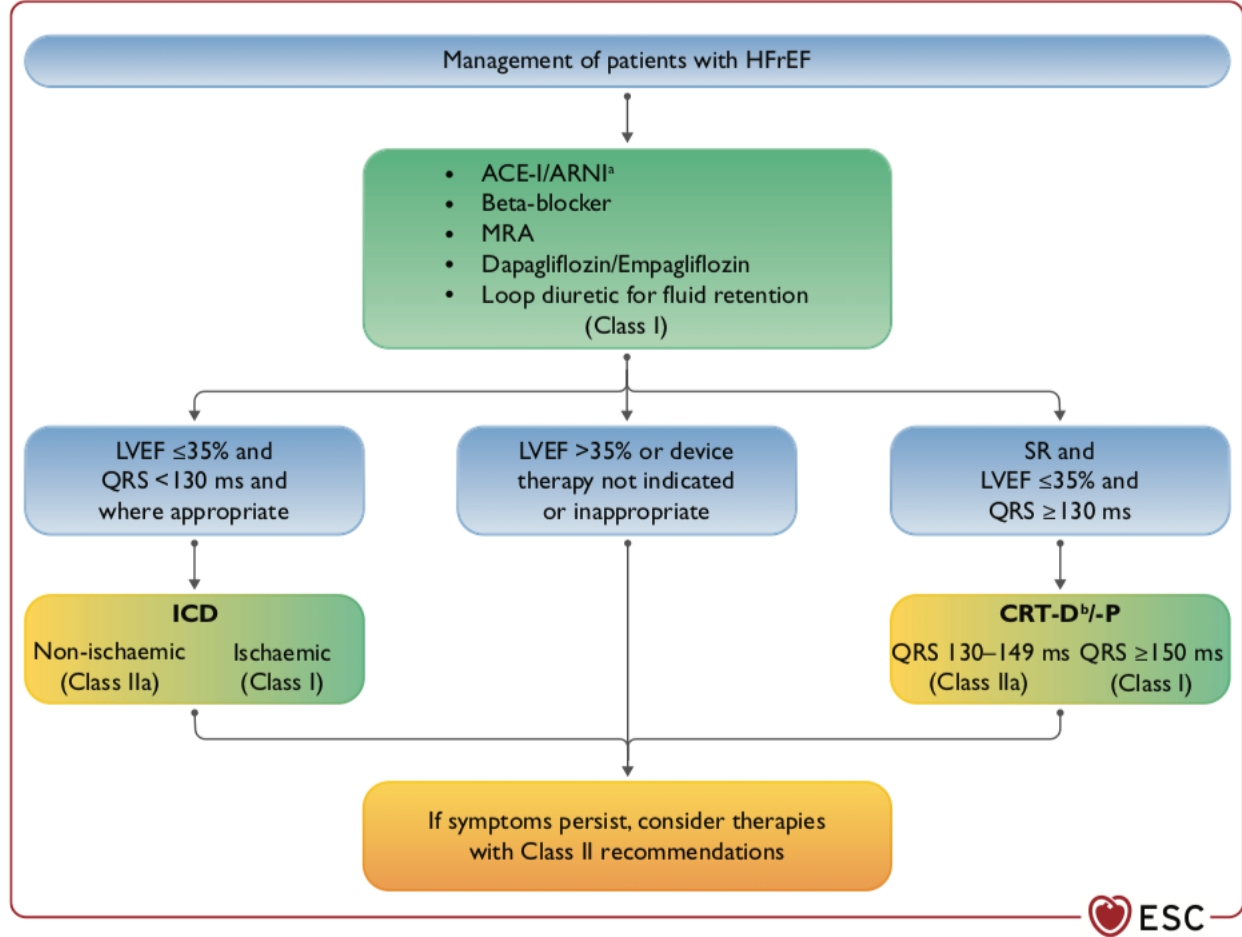 Management of patients with HFrEF
• ACE-I/ARNIᵃ
• Beta-blocker
• MRA
• Dapagliflozin/Empagliflozin
• Loop diuretic for fluid retention
(Class I)
LVEF ≤35% and
QRS <130 ms and
where appropriate
LVEF >35% or device
therapy not indicated
or inappropriate
SR and
LVEF ≤35% and
QRS ≥130 ms
ICD
Non-ischaemic
(Class IIa)
Ischaemic
(Class I)
CRT-Dᵇ/-P
QRS 130–149 ms
(Class IIa)
QRS ≥150 ms
(Class I)
If symptoms persist, consider therapies
with Class II recommendations
ESC